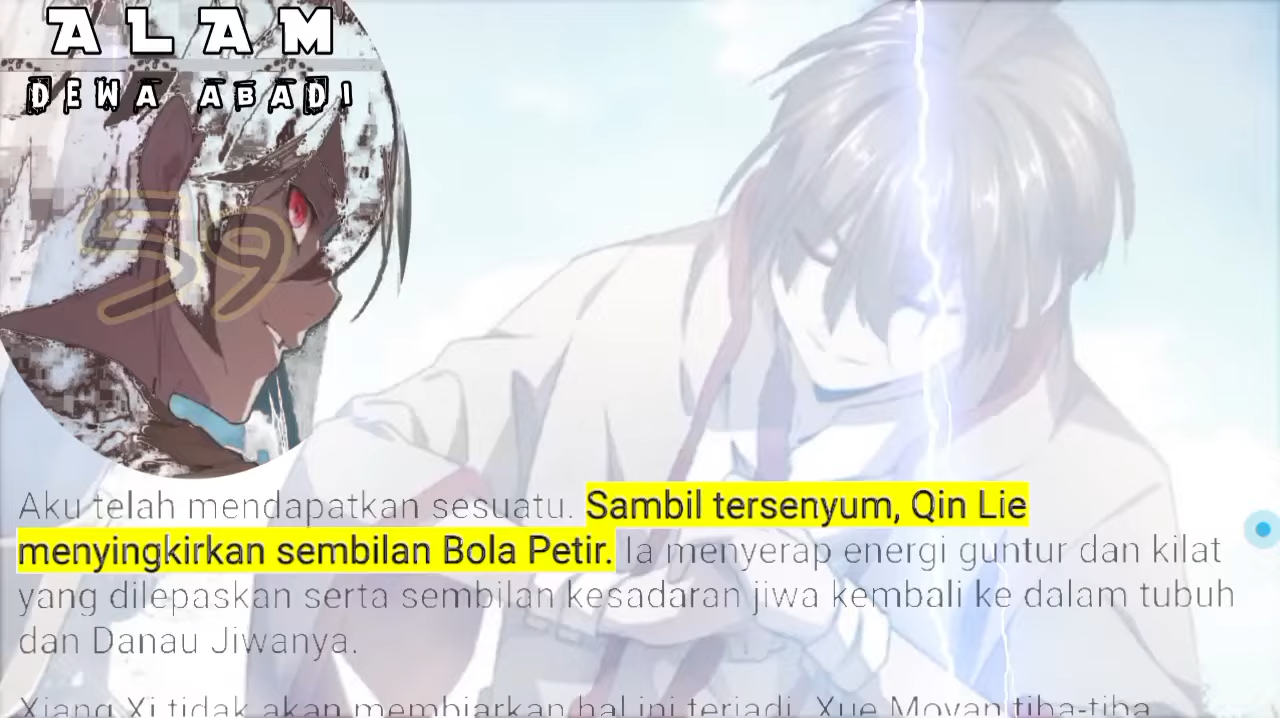 ALAM
DEWA ABADI
59
Aku telah mendapatkan sesuatu. Sambil tersenyum, Qin Lie
menyingkirkan sembilan Bola Petir. Ia menyerap energi guntur dan kilat
yang dilepaskan serta sembilan kesadaran jiwa kembali ke dalam tubuh
dan Danau Jiwanya.
Xiang Xi tidak akan membiarkan hal ini terjadi. Xue Moyan tiba-tiba